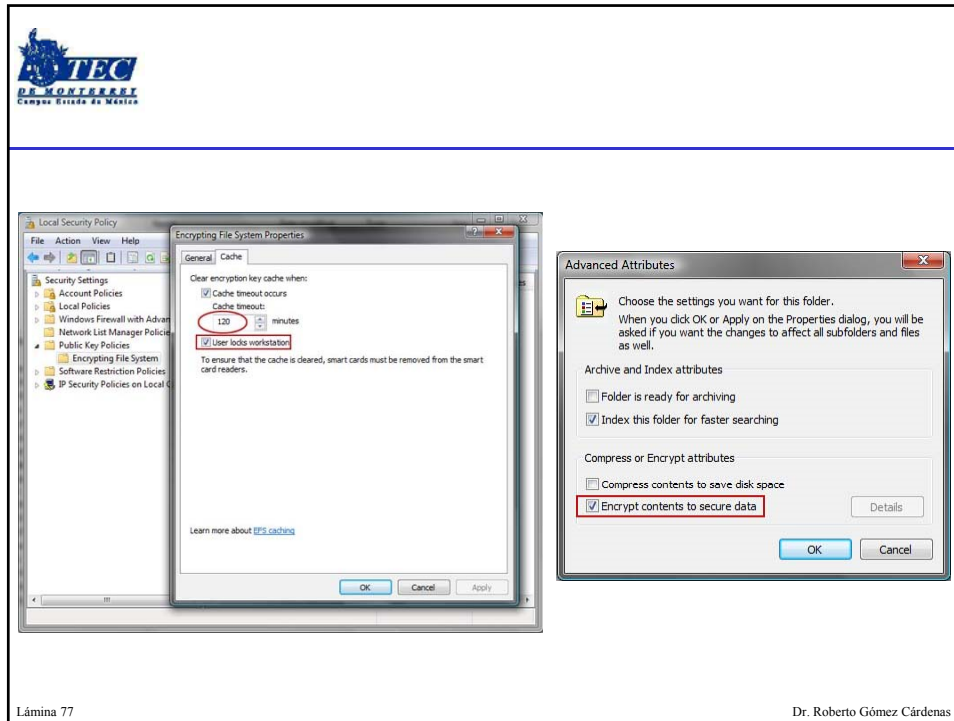 TEC
DE MONTERREY
Campus Estado de México
Local Security Policy
File Action View Help
Security Settings
Account Policies
Local Policies
Windows Firewall with Advan
Network List Manager Policie
Public Key Policies
Encrypting File System
Software Restriction Policies
IP Security Policies on Local C
Encrypting File System Properties
General Cache
Clear encryption key cache when:
Cache timeout occurs
Cache timeout:
120 minutes
User locks workstation
To ensure that the cache is cleared, smart cards must be removed from the smart
card readers.
Learn more about EFS caching
OK Cancel Apply
Advanced Attributes
Choose the settings you want for this folder.
When you click OK or Apply on the Properties dialog, you will be
asked if you want the changes to affect all subfolders and files
as well.
Archive and Index attributes
Folder is ready for archiving
Index this folder for faster searching
Compress or Encrypt attributes
Compress contents to save disk space
Encrypt contents to secure data
Details
OK Cancel
Lámina 77
Dr. Roberto Gómez Cárdenas